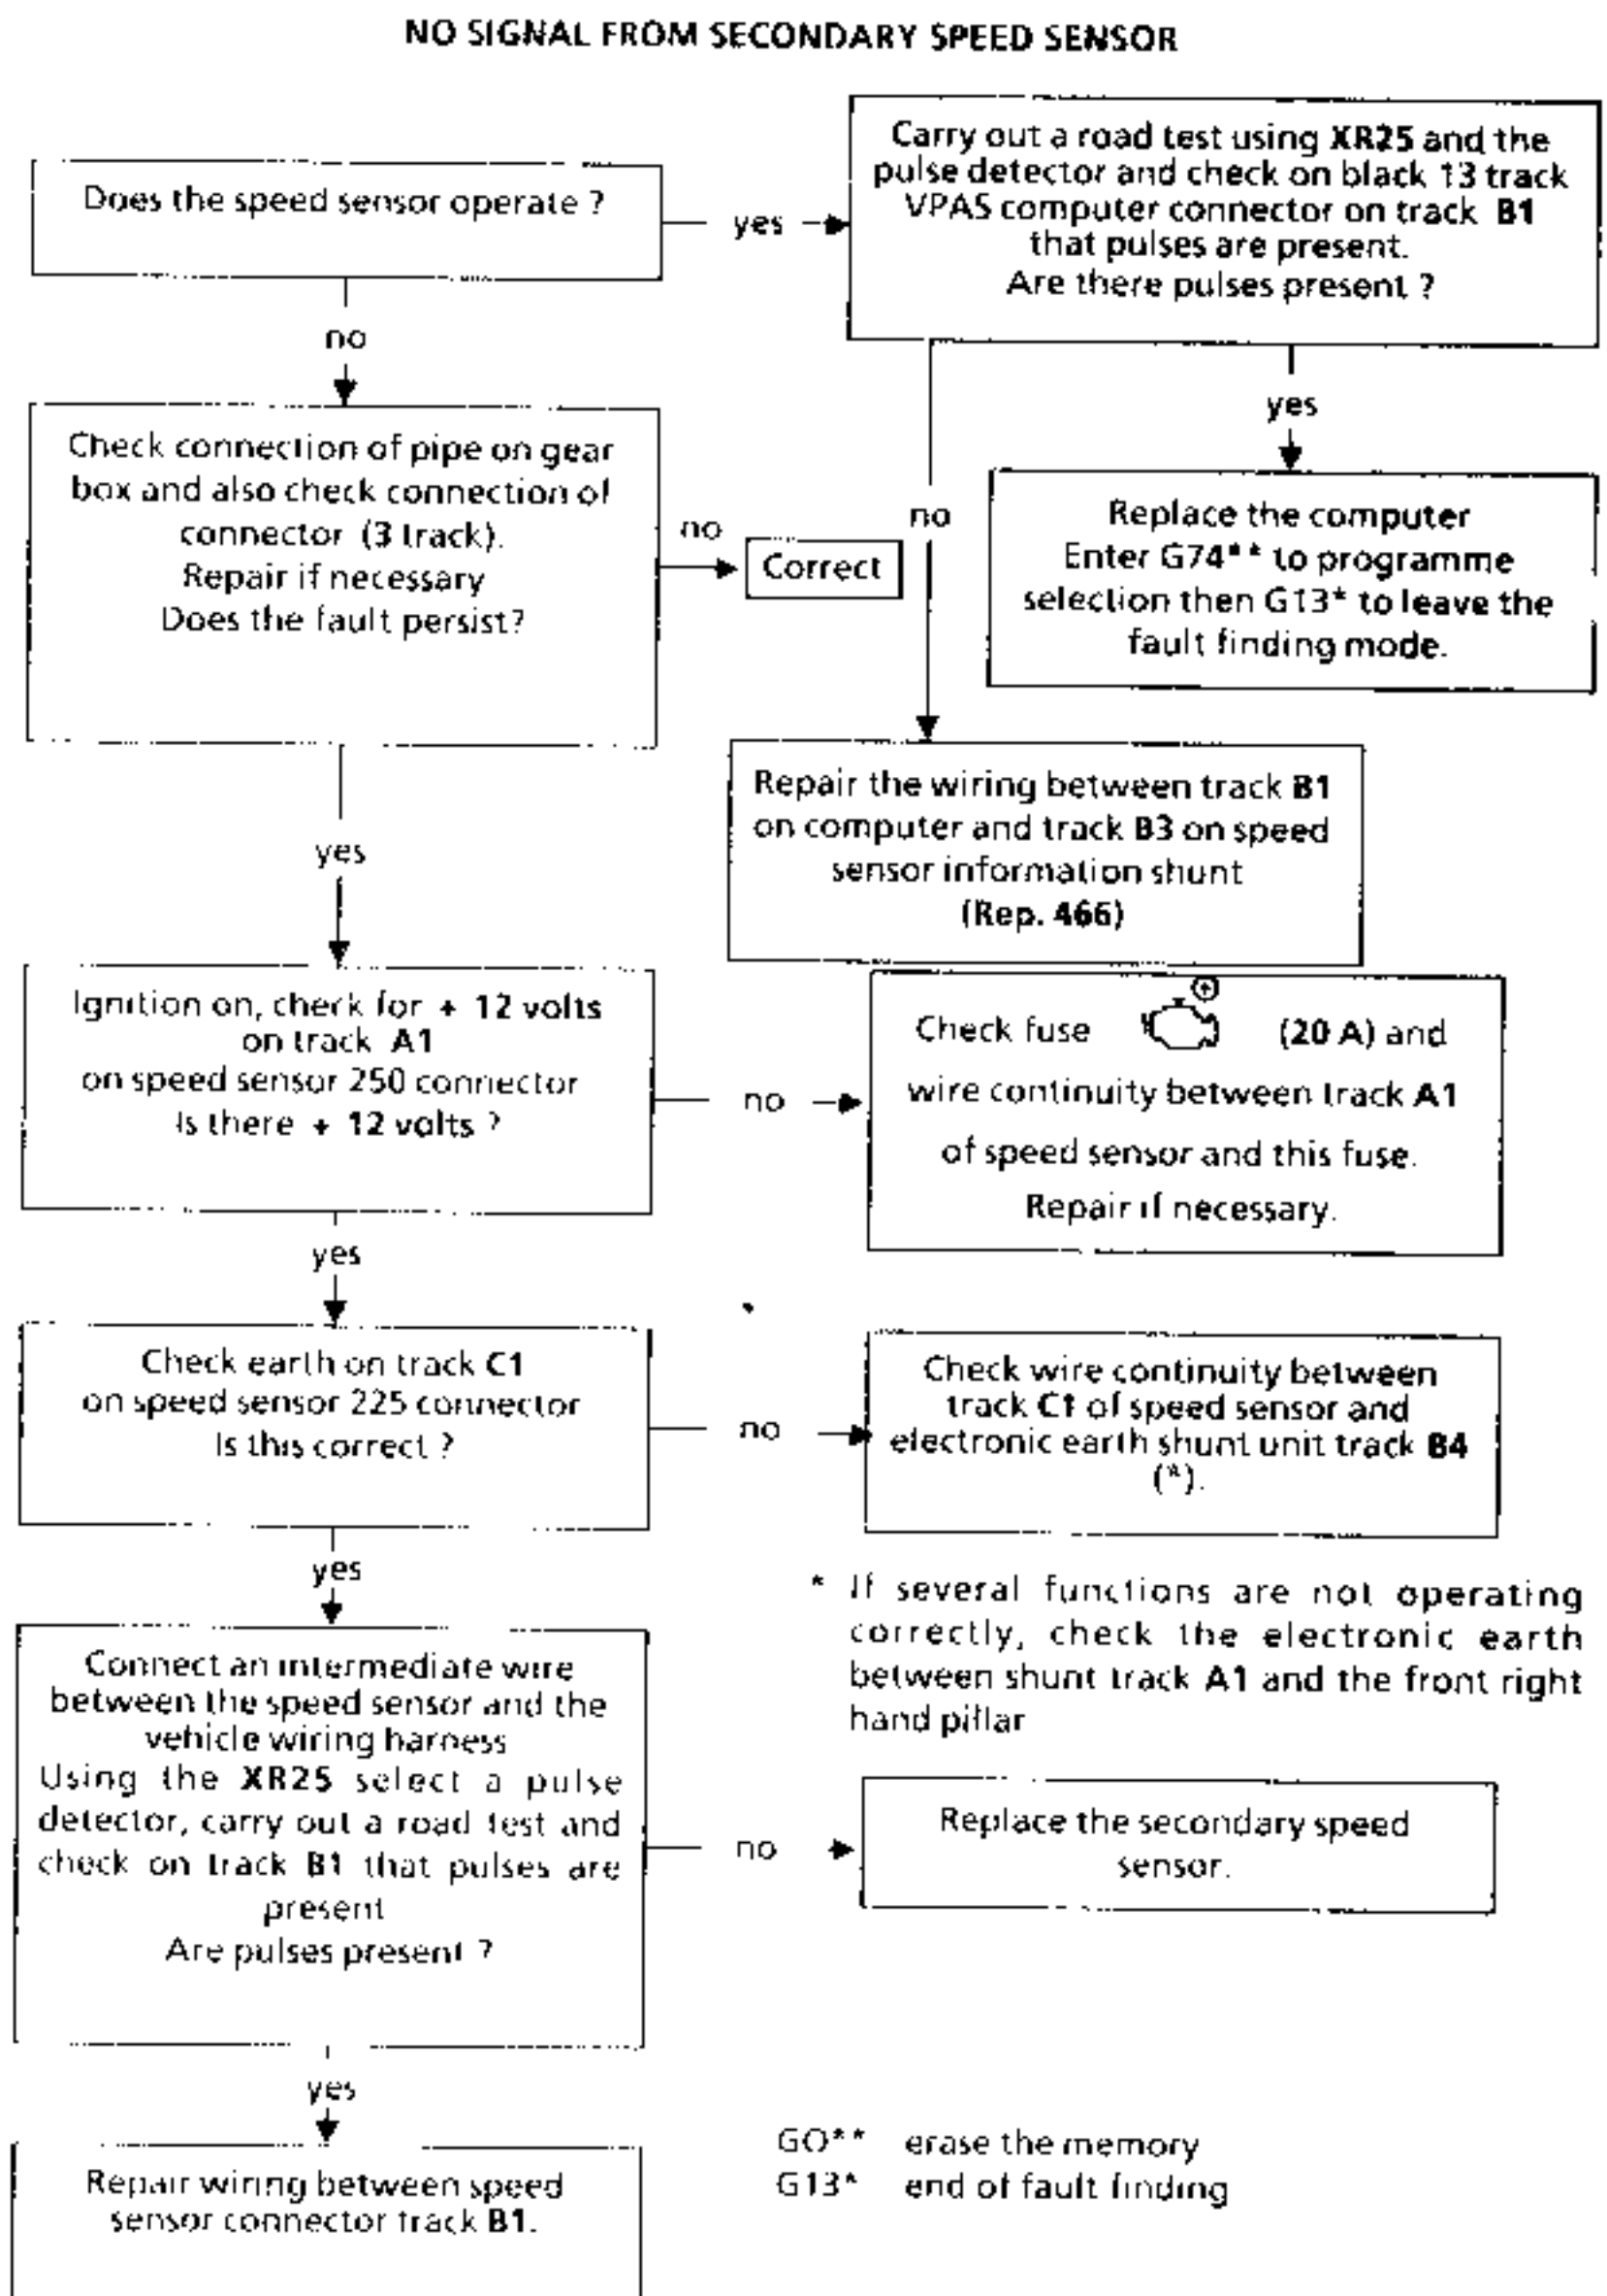 NO SIGNAL FROM SECONDARY SPEED SENSOR
Does the speed sensor operate ?
yes
Carry out a road test using XR25 and the
pulse detector and check on black 13 track
VPAS computer connector on track B1
that pulses are present.
Are there pulses present ?
no
yes
Check connection of pipe on gear
box and also check connection of
connector (3 track).
Repair if necessary
Does the fault persist?
no
Correct
no
Replace the computer
Enter G74** to programme
selection then G13* to leave the
fault finding mode.
yes
Repair the wiring between track B1
on computer and track B3 on speed
sensor information shunt
(Rep. 466)
Ignition on, check for + 12 volts
on track A1
on speed sensor 250 connector
Is there + 12 volts ?
no
Check fuse (20 A) and
wire continuity between track A1
of speed sensor and this fuse.
Repair if necessary.
yes
Check earth on track C1
on speed sensor 225 connector
Is this correct ?
no
Check wire continuity between
track C1 of speed sensor and
electronic earth shunt unit track B4
(*).
yes
* If several functions are not operating
correctly, check the electronic earth
between shunt track A1 and the front right
hand pillar
Connect an intermediate wire
between the speed sensor and the
vehicle wiring harness
Using the XR25 select a pulse
detector, carry out a road test and
check on track B1 that pulses are
present
Are pulses present ?
no
Replace the secondary speed
sensor.
yes
Repair wiring between speed
sensor connector track B1.
GO** erase the memory
G13* end of fault finding